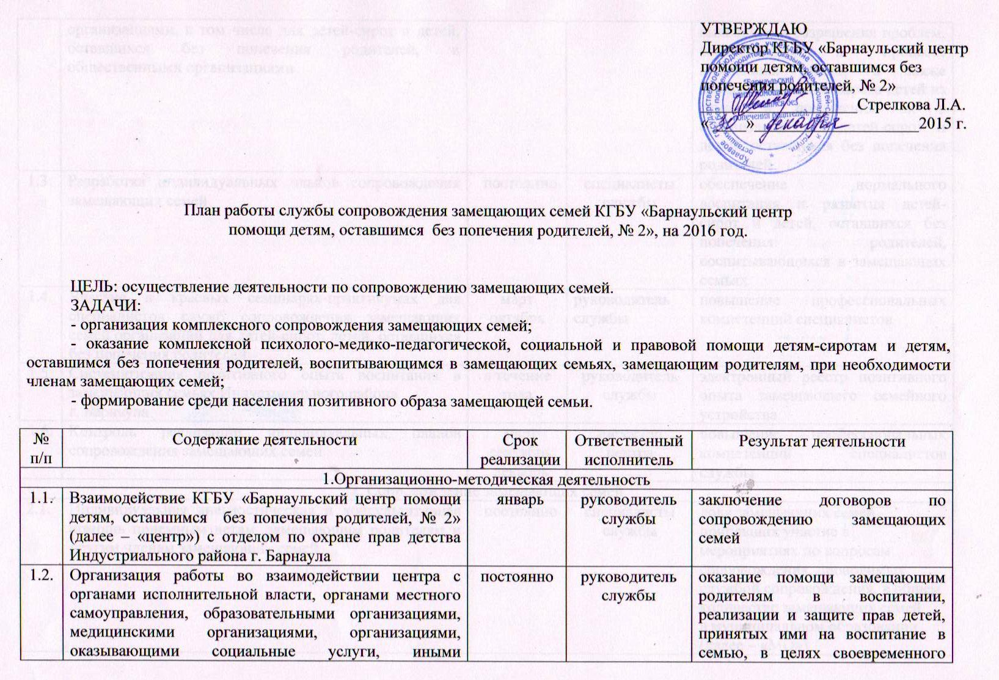 УТВЕРЖДАЮ
Директор КГБУ «Барнаульский центр
помощи детям, оставшимся без
попечения родителей, № 2»
Стрелкова Л.А.
« 30 » декабря 2015 г.
«Барнаульский
центр помощи детям,
оставшимся без
попечения родителей,
План работы службы сопровождения замещающих семей КГБУ «Барнаульский центр
помощи детям, оставшимся без попечения родителей, № 2», на 2016 год.
ЦЕЛЬ: осуществление деятельности по сопровождению замещающих семей.
ЗАДАЧИ:
- организация комплексного сопровождения замещающих семей;
- оказание комплексной психолого-медико-педагогической, социальной и правовой помощи детям-сиротам и детям,
оставшимся без попечения родителей, воспитывающимся в замещающих семьях, замещающим родителям, при необходимости
членам замещающих семей;
- формирование среди населения позитивного образа замещающей семьи.
№
п/п
Содержание деятельности
Срок
реализации
Ответственный
исполнитель
Результат деятельности
1.Организационно-методическая деятельность
1.1.
Взаимодействие КГБУ «Барнаульский центр помощи
детям, оставшимся без попечения родителей, № 2»
(далее – «центр») с отделом по охране прав детства
Индустриального района г. Барнаула
январь
руководитель
службы
заключение договоров по
сопровождению замещающих
семей
1.2.
Организация работы во взаимодействии центра с
органами исполнительной власти, органами местного
самоуправления, образовательными организациями,
медицинскими организациями, организациями,
оказывающими социальные услуги, иными
постоянно
руководитель
службы
оказание помощи замещающим
родителям в воспитании,
реализации и защите прав детей,
принятых ими на воспитание в
семью, в целях своевременного